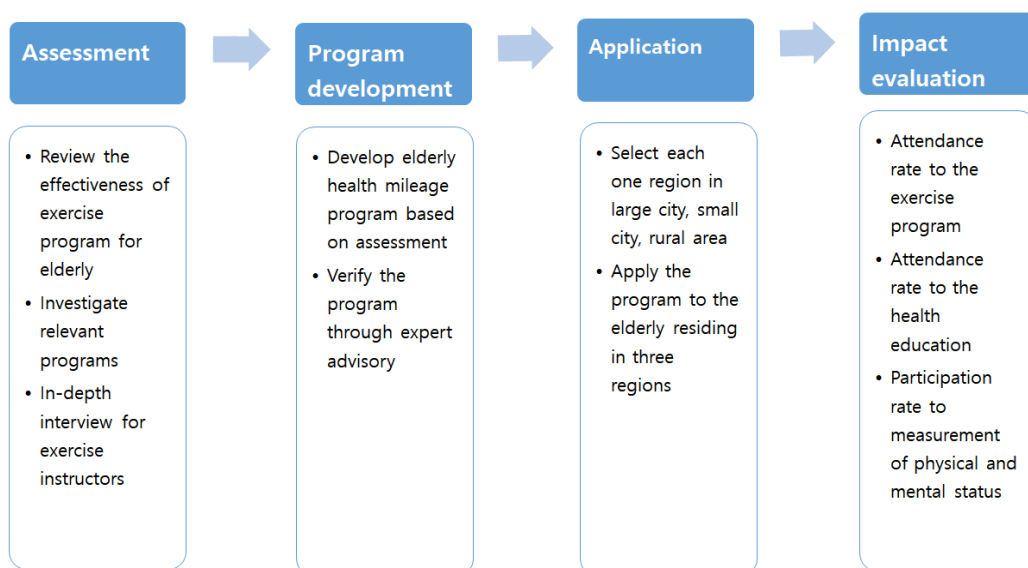 Assessment
• Review the
effectiveness of
exercise
program for
elderly
• Investigate
relevant
programs
• In-depth
interview for
exercise
instructors
Program
development
• Develop elderly
health mileage
program based
on assessment
• Verify the
program
through expert
advisory
Application
• Select each
one region in
large city, small
city, rural area
• Apply the
program to the
elderly residing
in three
regions
Impact
evaluation
• Attendance
rate to the
exercise
program
• Attendance
rate to the
health
education
• Participation
rate to
measurement
of physical and
mental status